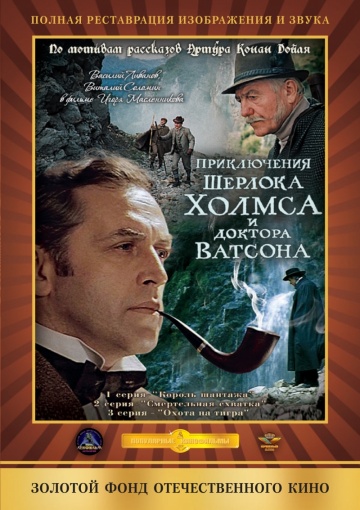 ПОЛНАЯ РЕСТАВРАЦИЯ ИЗОБРАЖЕНИЯ И ЗВУКА
По мотивам рассказов Артура Конан Дойля
Василий Ливанов,
Виталий Соломин
в фильме Игоря Масленникова
ПРИКЛЮЧЕНИЯ
ШЕРЛОКА
ХОЛМСА
И
ДОКТОРА
ВАТСОНА
1 серия "Король шантажа"
2 серия "Смертельная схватка"
3 серия - "Охота на тигра"
ЗОЛОТОЙ ФОНД ОТЕЧЕСТВЕННОГО КИНО